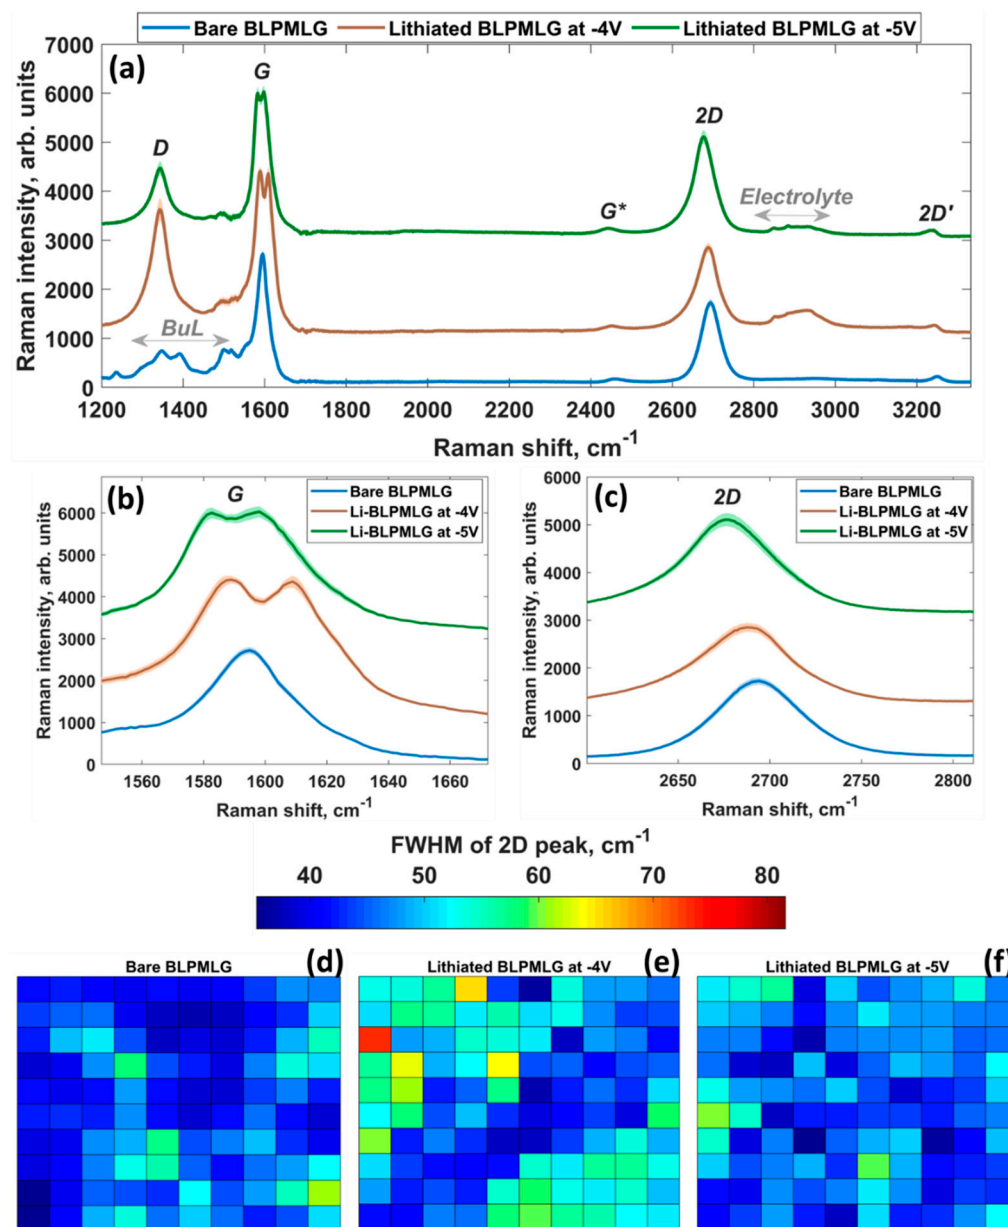 Bare BLPMLG Lithiated BLPMLG at -4V Lithiated BLPMLG at -5V
(a)
7000
6000
5000
4000
3000
2000
1000
0
Raman intensity, arb. units
D
G
G*
2D
Electrolyte
2D'
BuL
1200 1400 1600 1800 2000 2200 2400 2600 2800 3000 3200
Raman shift, cm-1
(b)
G
Bare BLPMLG
Li-BLPMLG at -4V
Li-BLPMLG at -5V
6000
5000
4000
3000
2000
1000
0
Raman intensity, arb. units
1560 1580 1600 1620 1640 1660
Raman shift, cm-1
(c)
2D
Bare BLPMLG
Li-BLPMLG at -4V
Li-BLPMLG at -5V
6000
5000
4000
3000
2000
1000
0
Raman intensity, arb. units
2650 2700 2750 2800
Raman shift, cm-1
FWHM of 2D peak, cm-1
40 50 60 70 80
Bare BLPMLG (d)
Lithiated BLPMLG at -4V (e)
Lithiated BLPMLG at -5V (f)